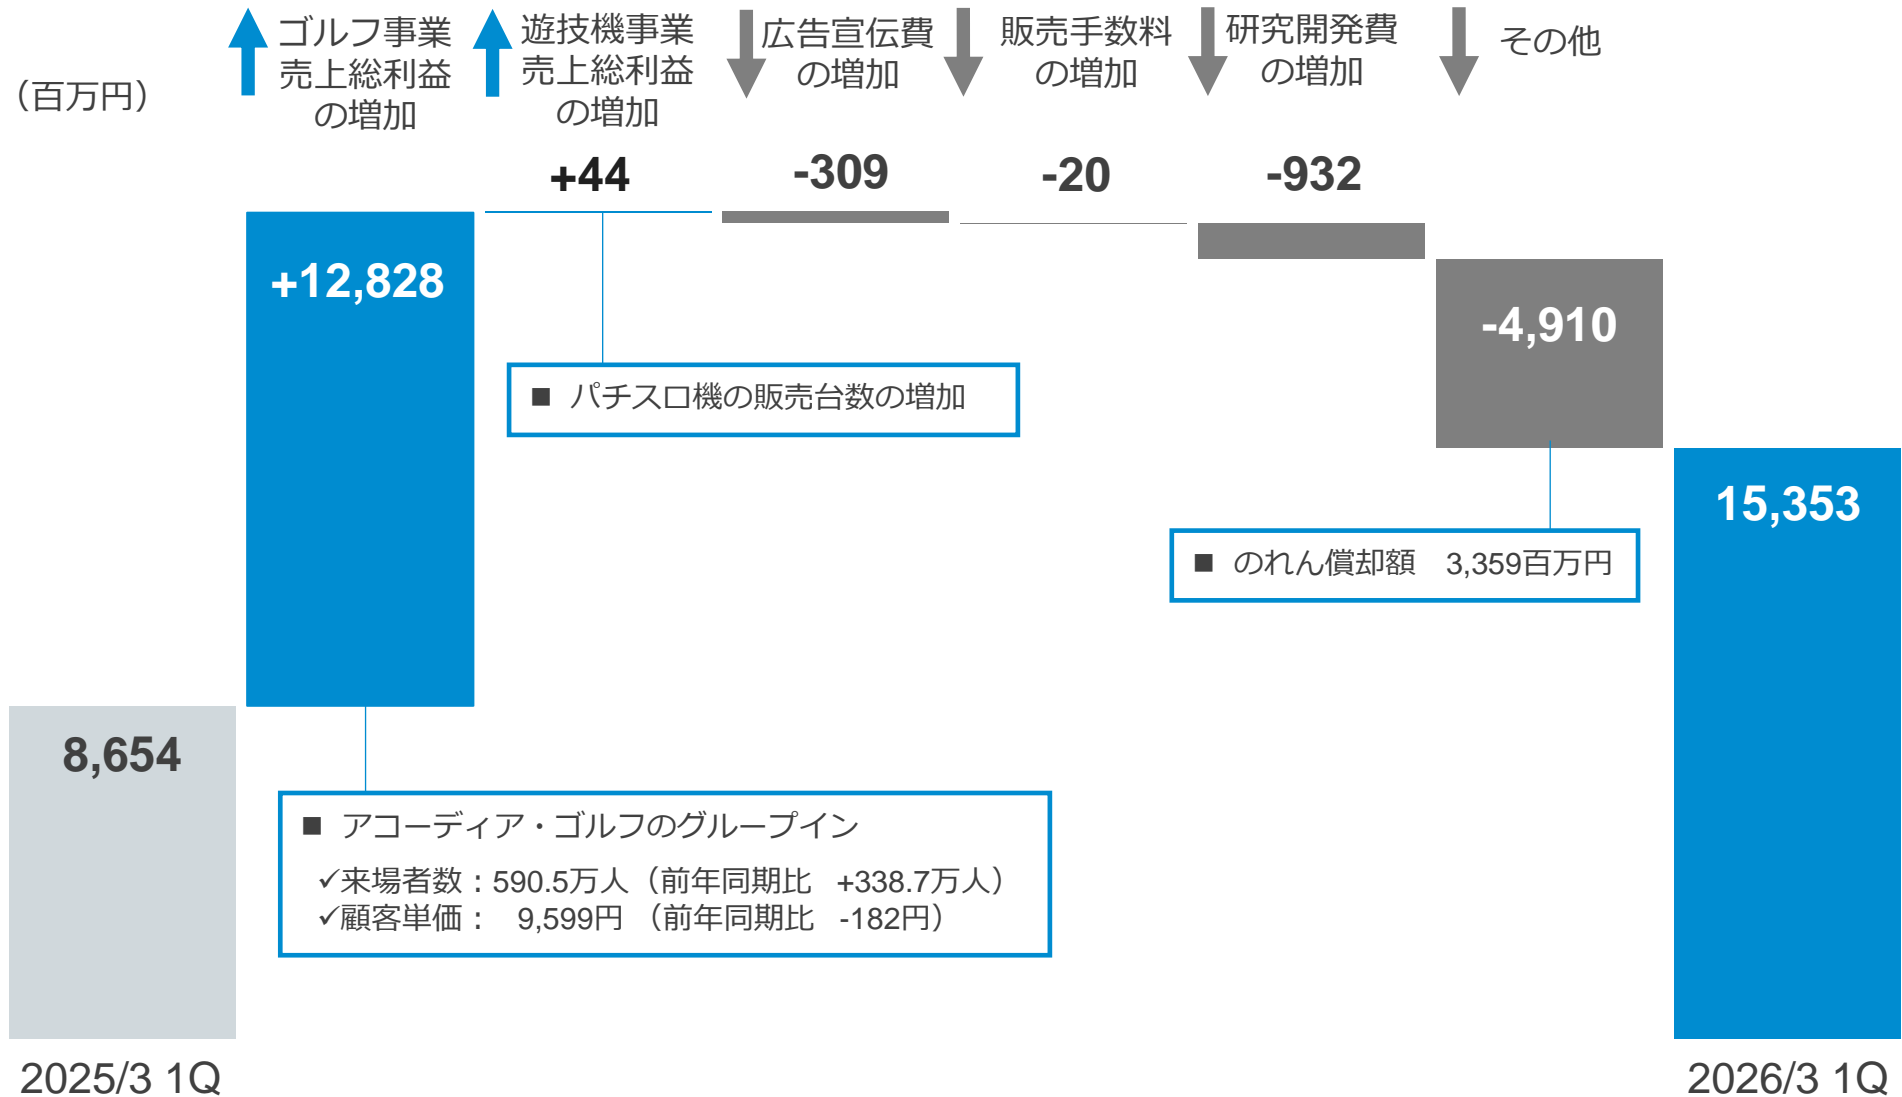 （百万円）
ゴルフ事業
売上総利益
の増加
遊技機事業
売上総利益
の増加
広告宣伝費
の増加
販売手数料
の増加
研究開発費
の増加
その他
+44
-309
-20
-932
+12,828
-4,910
■ パチスロ機の販売台数の増加
15,353
■ のれん償却額　3,359百万円
8,654
■ アコーディア・ゴルフのグループイン
✓来場者数：590.5万人（前年同期比　+338.7万人）
✓顧客単価：　9,599円 （前年同期比　-182円）
2025/3 1Q
2026/3 1Q